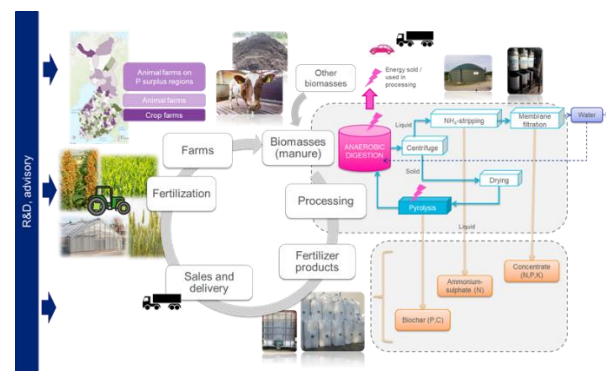 R&D, advisory
Animal farms on
P surplus regions
Animal farms
Crop farms
Other
biomasses
Energy sold /
used in
processing
Farms
Biomasses
(manure)
Fertilization
Processing
Sales and
delivery
Fertilizer
products
ANAEROBIC
DIGESTION
Liquid
Centrifuge
Solid
NH₄-stripping
Membrane
filtration
Water
Drying
Pyrolysis
Liquid
Concentrate
(N,P,K)
Ammonium-
sulphate (N)
Biochar (P,C)